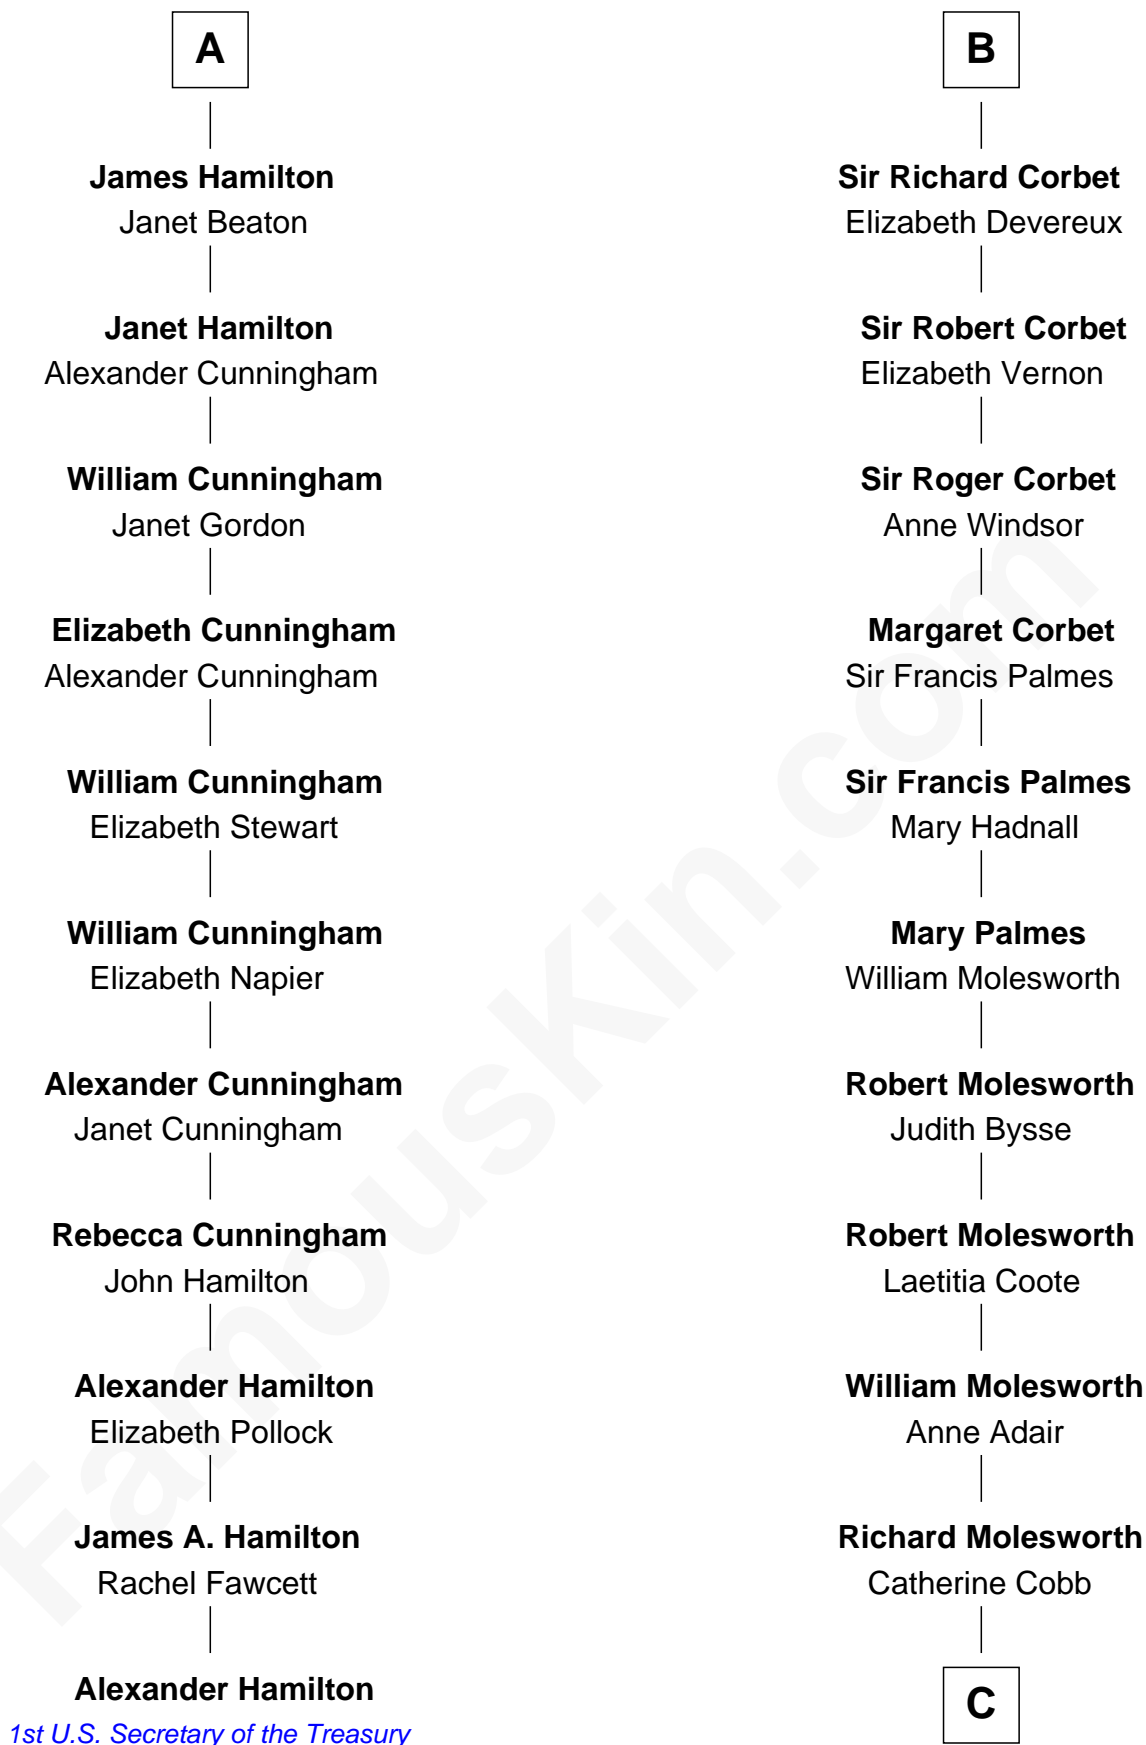 A
James Hamilton
Janet Beaton
Janet Hamilton
Alexander Cunningham
William Cunningham
Janet Gordon
Elizabeth Cunningham
Alexander Cunningham
William Cunningham
Elizabeth Stewart
William Cunningham
Elizabeth Napier
Alexander Cunningham
Janet Cunningham
Rebecca Cunningham
John Hamilton
Alexander Hamilton
Elizabeth Pollock
James A. Hamilton
Rachel Fawcett
Alexander Hamilton
1st U.S. Secretary of the Treasury
B
Sir Richard Corbet
Elizabeth Devereux
Sir Robert Corbet
Elizabeth Vernon
Sir Roger Corbet
Anne Windsor
Margaret Corbet
Sir Francis Palmes
Sir Francis Palmes
Mary Hadnall
Mary Palmes
William Molesworth
Robert Molesworth
Judith Bysse
Robert Molesworth
Laetitia Coote
William Molesworth
Anne Adair
Richard Molesworth
Catherine Cobb
C
FamousKin.com